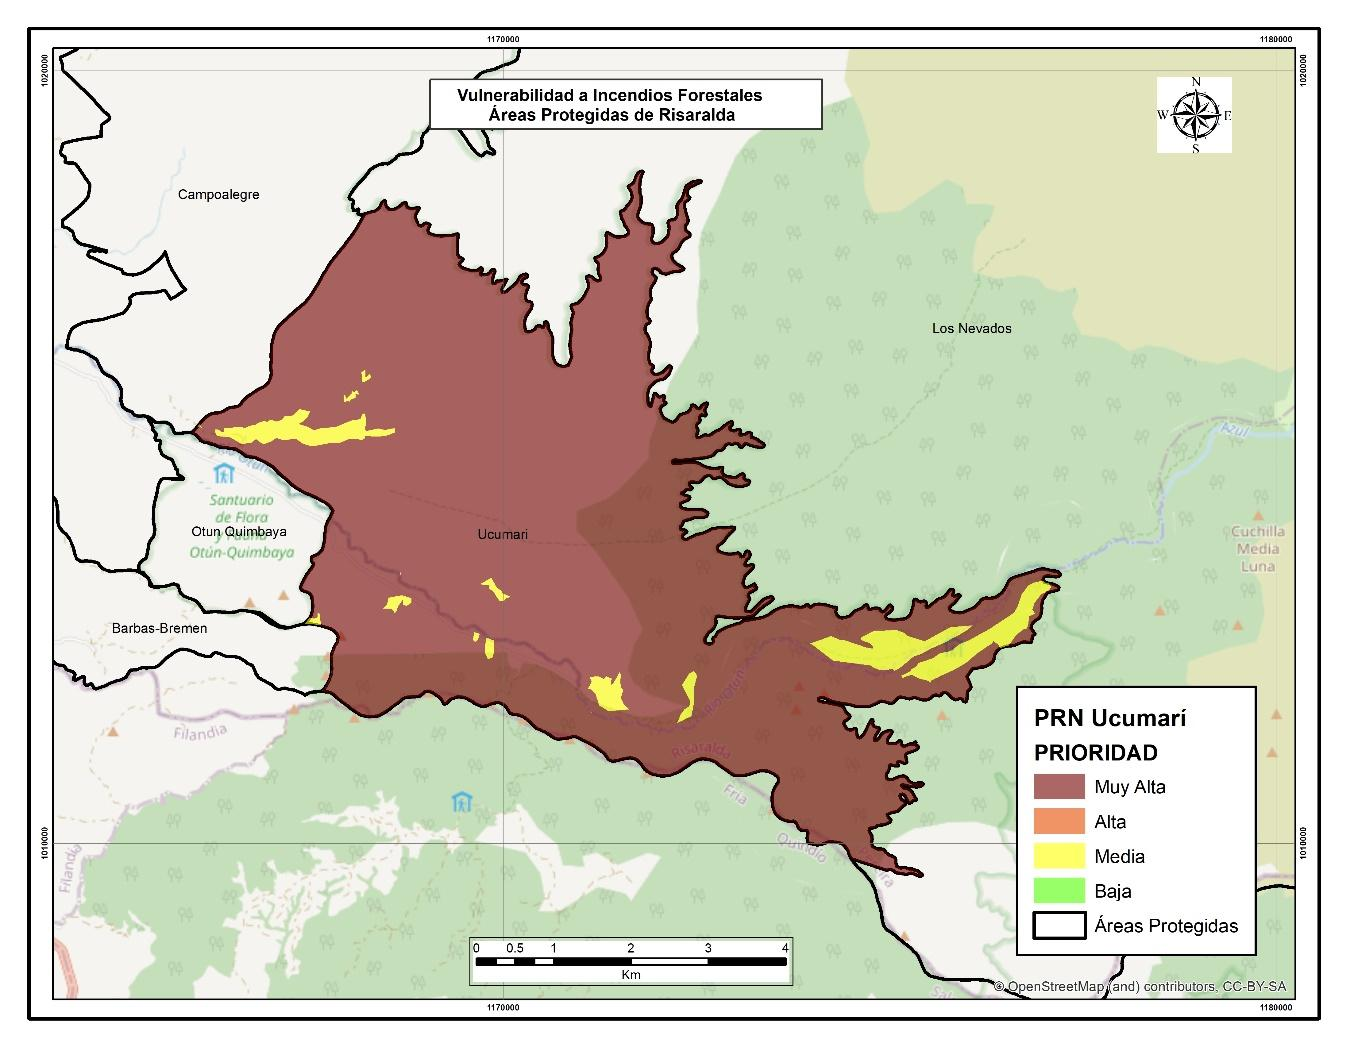 1170000
1180000
1020000
1020000
Vulnerabilidad a Incendios Forestales
Áreas Protegidas de Risaralda
N
W
E
S
Campoalegre
Los Nevados
Azul
Santuario
de Flora
Otun Quimbaya
Otún-Quimbaya
Ucumari
Cuchilla
Media
Luna
Barbas-Bremen
Filandia
Risaralda
Fria
Quindío
Filandia
1010000
1010000
PRN Ucumarí
PRIORIDAD
Muy Alta
Alta
Media
Baja
Áreas Protegidas
0 0.5 1 2 3 4
Km
© OpenStreetMap (and) contributors, CC-BY-SA
1170000
1180000